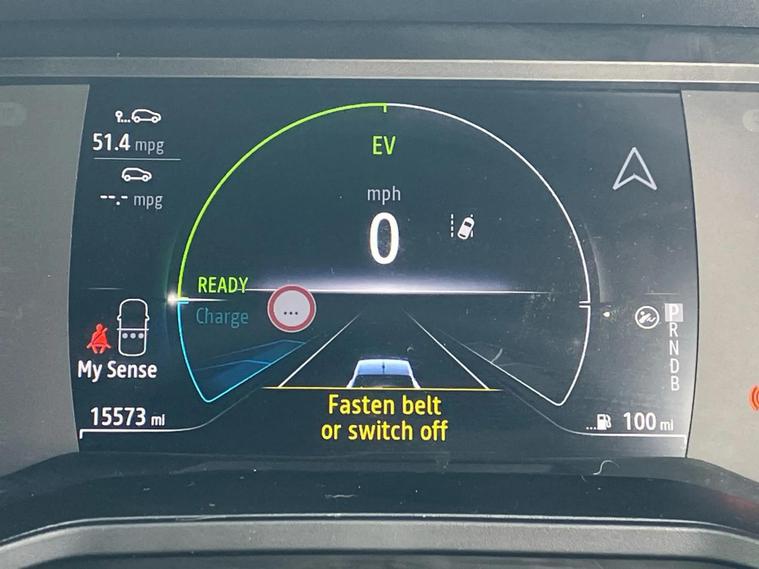 51.4 mpg
--.- mpg
EV
mph
0
READY
Charge
...
My Sense
15573 mi
Fasten belt
or switch off
P
R
N
D
B
...
100 mi